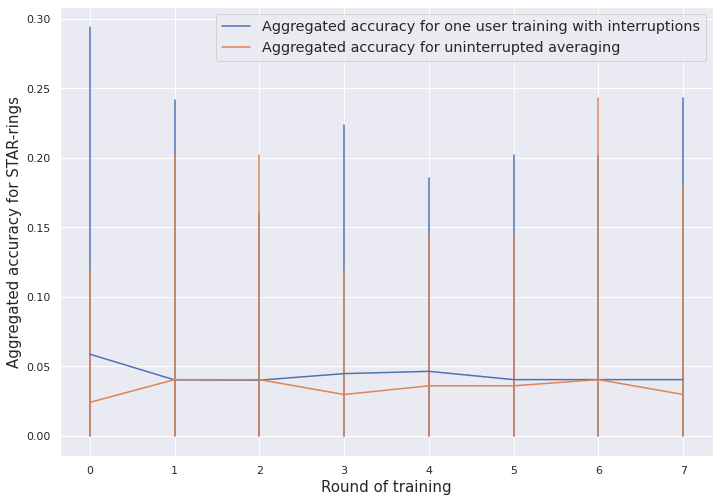 Aggregated accuracy for one user training with interruptions
Aggregated accuracy for uninterrupted averaging
Aggregated accuracy for STAR-rings
0.30
0.25
0.20
0.15
0.10
0.05
0.00
0 1 2 3 4 5 6 7
Round of training